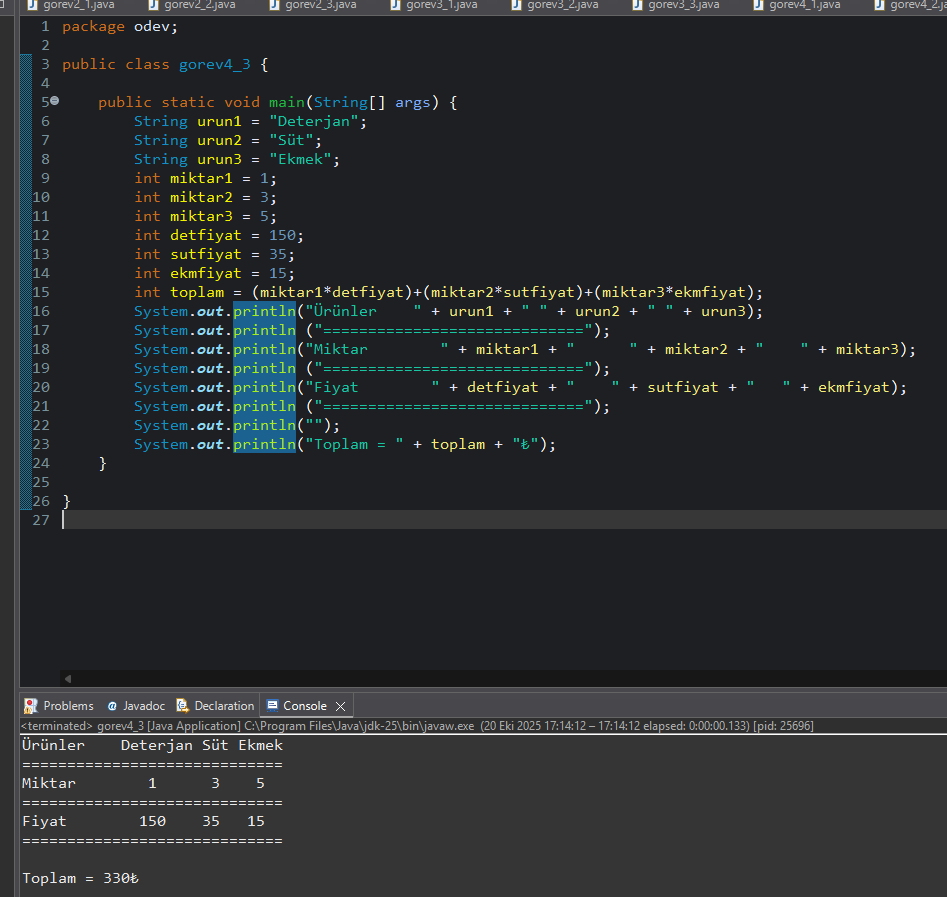 gorev2_1.java gorev2_2.java gorev2_3.java gorev3_1.java gorev3_2.java gorev3_3.java gorev4_1.java gorev4_2.ja
1 package odev;
2
3 public class gorev4_3 {
4
5 public static void main(String[] args) {
6 String urun1 = "Deterjan";
7 String urun2 = "Süt";
8 String urun3 = "Ekmek";
9 int miktar1 = 1;
10 int miktar2 = 3;
11 int miktar3 = 5;
12 int detfiyat = 150;
13 int sutfiyat = 35;
14 int ekmfiyat = 15;
15 int toplam = (miktar1*detfiyat)+(miktar2*sutfiyat)+(miktar3*ekmfiyat);
16 System.out.println("Ürünler    " + urun1 + " " + urun2 + " " + urun3);
17 System.out.println ("=============================");
18 System.out.println("Miktar        " + miktar1 + "      " + miktar2 + "    " + miktar3);
19 System.out.println ("=============================");
20 System.out.println("Fiyat        " + detfiyat + "    " + sutfiyat + "   " + ekmfiyat);
21 System.out.println ("=============================");
22 System.out.println("");
23 System.out.println("Toplam = " + toplam + "₺");
24 }
25
26 }
27
Problems Javadoc Declaration Console
<terminated> gorev4_3 [Java Application] C:\Program Files\Java\jdk-25\bin\javaw.exe (20 Eki 2025 17:14:12 – 17:14:12 elapsed: 0:00:00.133) [pid: 25696]
Ürünler    Deterjan Süt Ekmek
=============================
Miktar        1      3    5
=============================
Fiyat        150    35   15
=============================
Toplam = 330₺